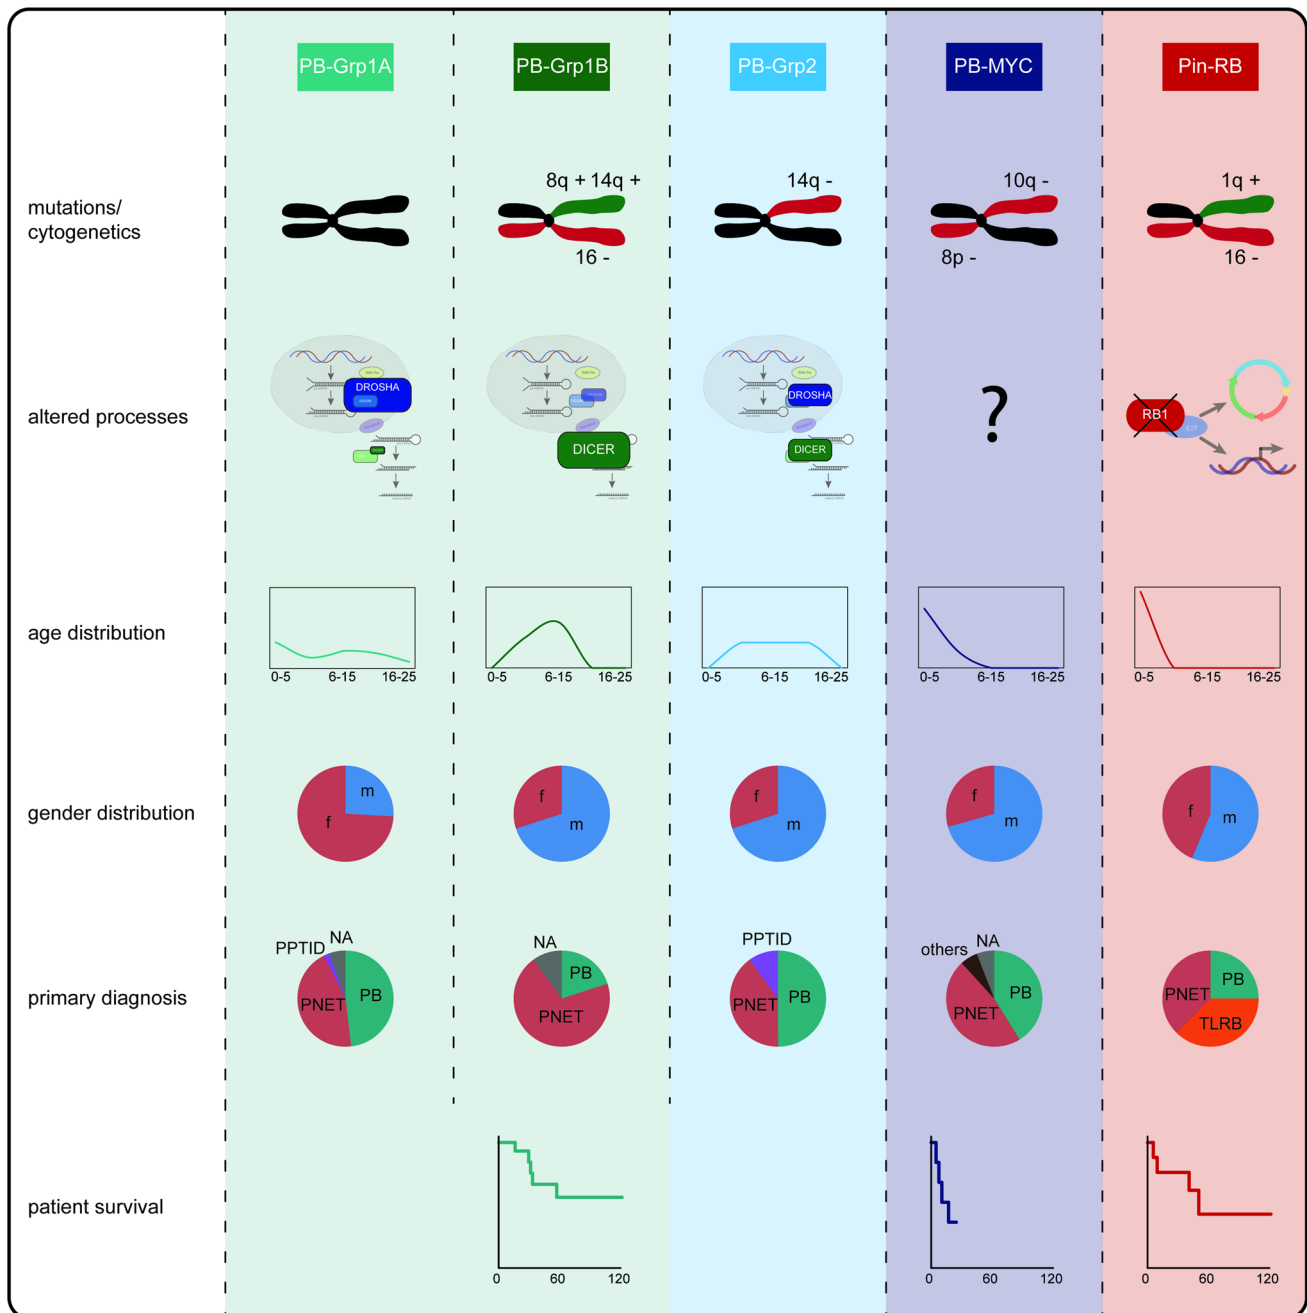 PB-Grp1A
PB-Grp1B
PB-Grp2
PB-MYC
Pin-RB
mutations/
cytogenetics
8q + 14q +
16 -
14q -
10q -
8p -
1q +
16 -
altered processes
DROSHA
DICER
DROSHA
DICER
?
RB1
E2F
age distribution
0-5 6-15 16-25
0-5 6-15 16-25
0-5 6-15 16-25
0-5 6-15 16-25
0-5 6-15 16-25
gender distribution
m
f
f
m
f
m
f
m
f
m
primary diagnosis
PPTID
NA
PNET
PB
NA
PB
PNET
PPTID
PNET
PB
others
NA
PNET
PB
PNET
PB
TLRB
patient survival
0 60 120
0 60 120
0 60 120